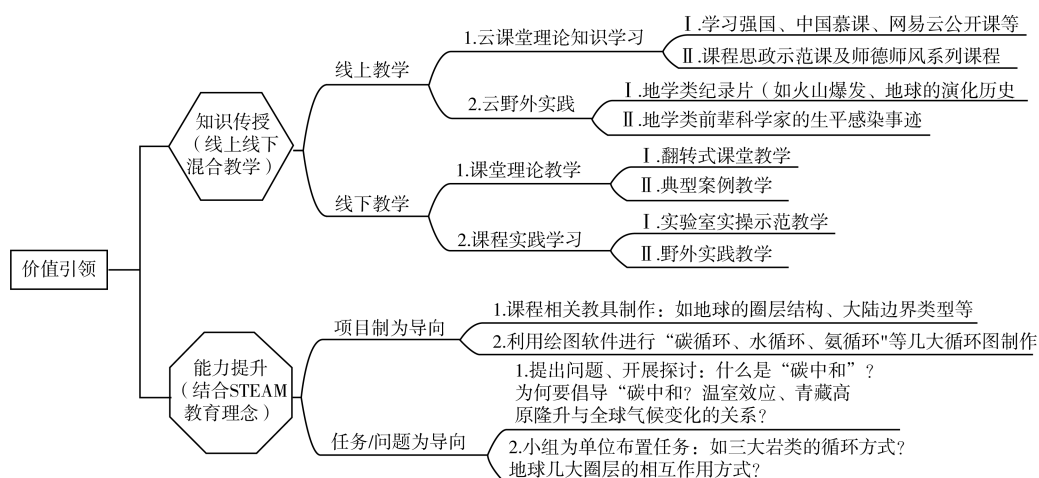 价值引领
知识传授
（线上线下
混合教学）
线上教学
1.云课堂理论知识学习
Ⅰ.学习强国、中国慕课、网易云公开课等
Ⅱ.课程思政示范课及师德师风系列课程
2.云野外实践
Ⅰ.地学类纪录片（如火山爆发、地球的演化历史
Ⅱ.地学类前辈科学家的生平感染事迹
线下教学
1.课堂理论教学
Ⅰ.翻转式课堂教学
Ⅱ.典型案例教学
2.课程实践学习
Ⅰ.实验室实操示范教学
Ⅱ.野外实践教学
能力提升
（结合STEAM
教育理念）
项目制为导向
1.课程相关教具制作：如地球的圈层结构、大陆边界类型等
2.利用绘图软件进行“碳循环、水循环、氨循环"等几大循环图制作
任务/问题为导向
1.提出问题、开展探讨：什么是“碳中和”？
为何要倡导“碳中和？温室效应、青藏高
原隆升与全球气候变化的关系？
2.小组为单位布置任务：如三大岩类的循环方式？
地球几大圈层的相互作用方式？